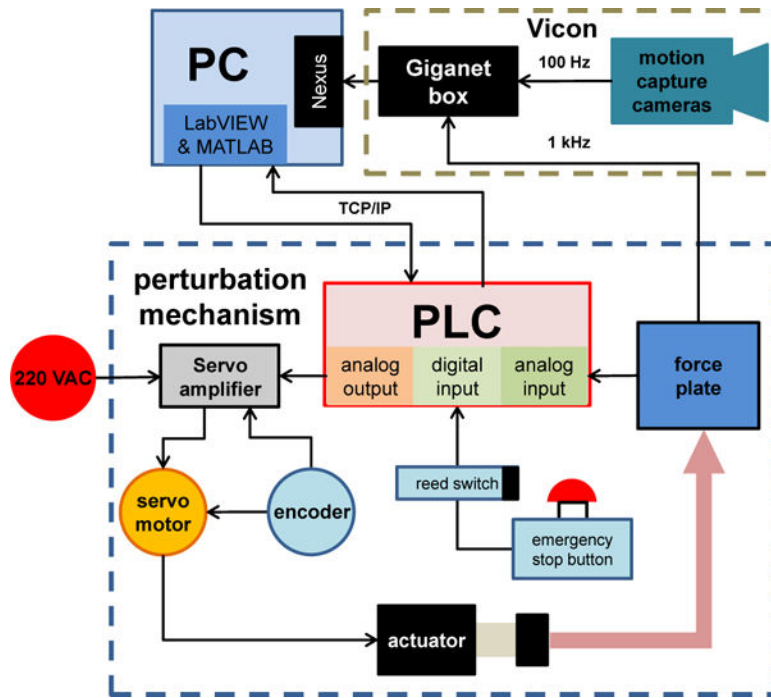 Vicon
PC
Nexus
LabVIEW
& MATLAB
Giganet
box
100 Hz
motion
capture
cameras
1 kHz
TCP/IP
perturbation
mechanism
PLC
analog
output
digital
input
analog
input
220 VAC
Servo
amplifier
force
plate
servo
motor
encoder
reed switch
emergency
stop button
actuator